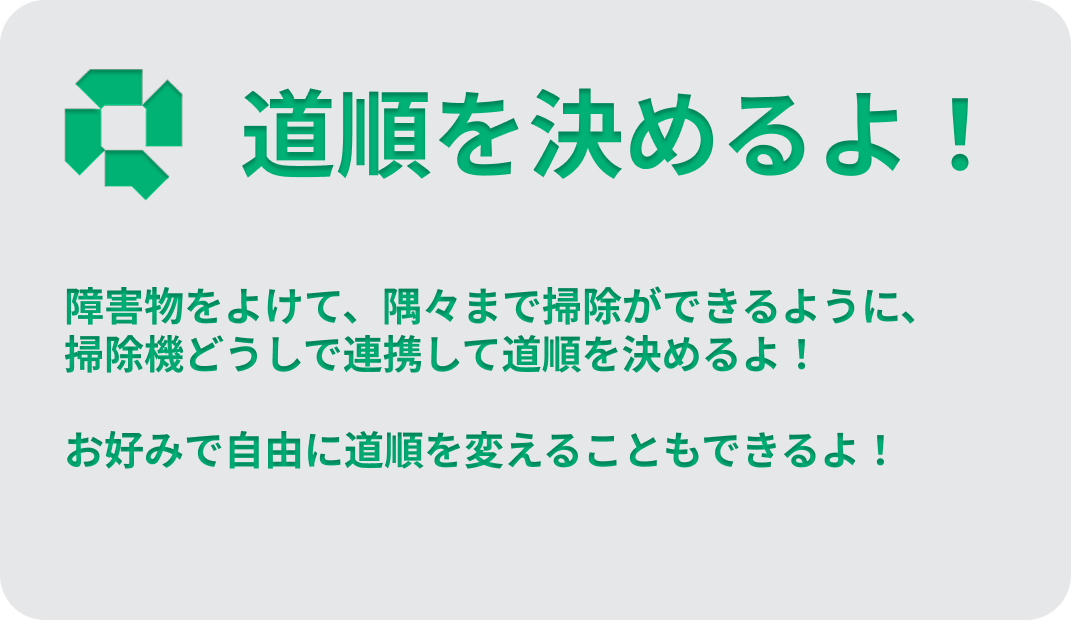 道順を決めるよ！
障害物をよけて、隅々まで掃除ができるように、
掃除機どうしで連携して道順を決めるよ！
お好みで自由に道順を変えることもできるよ！